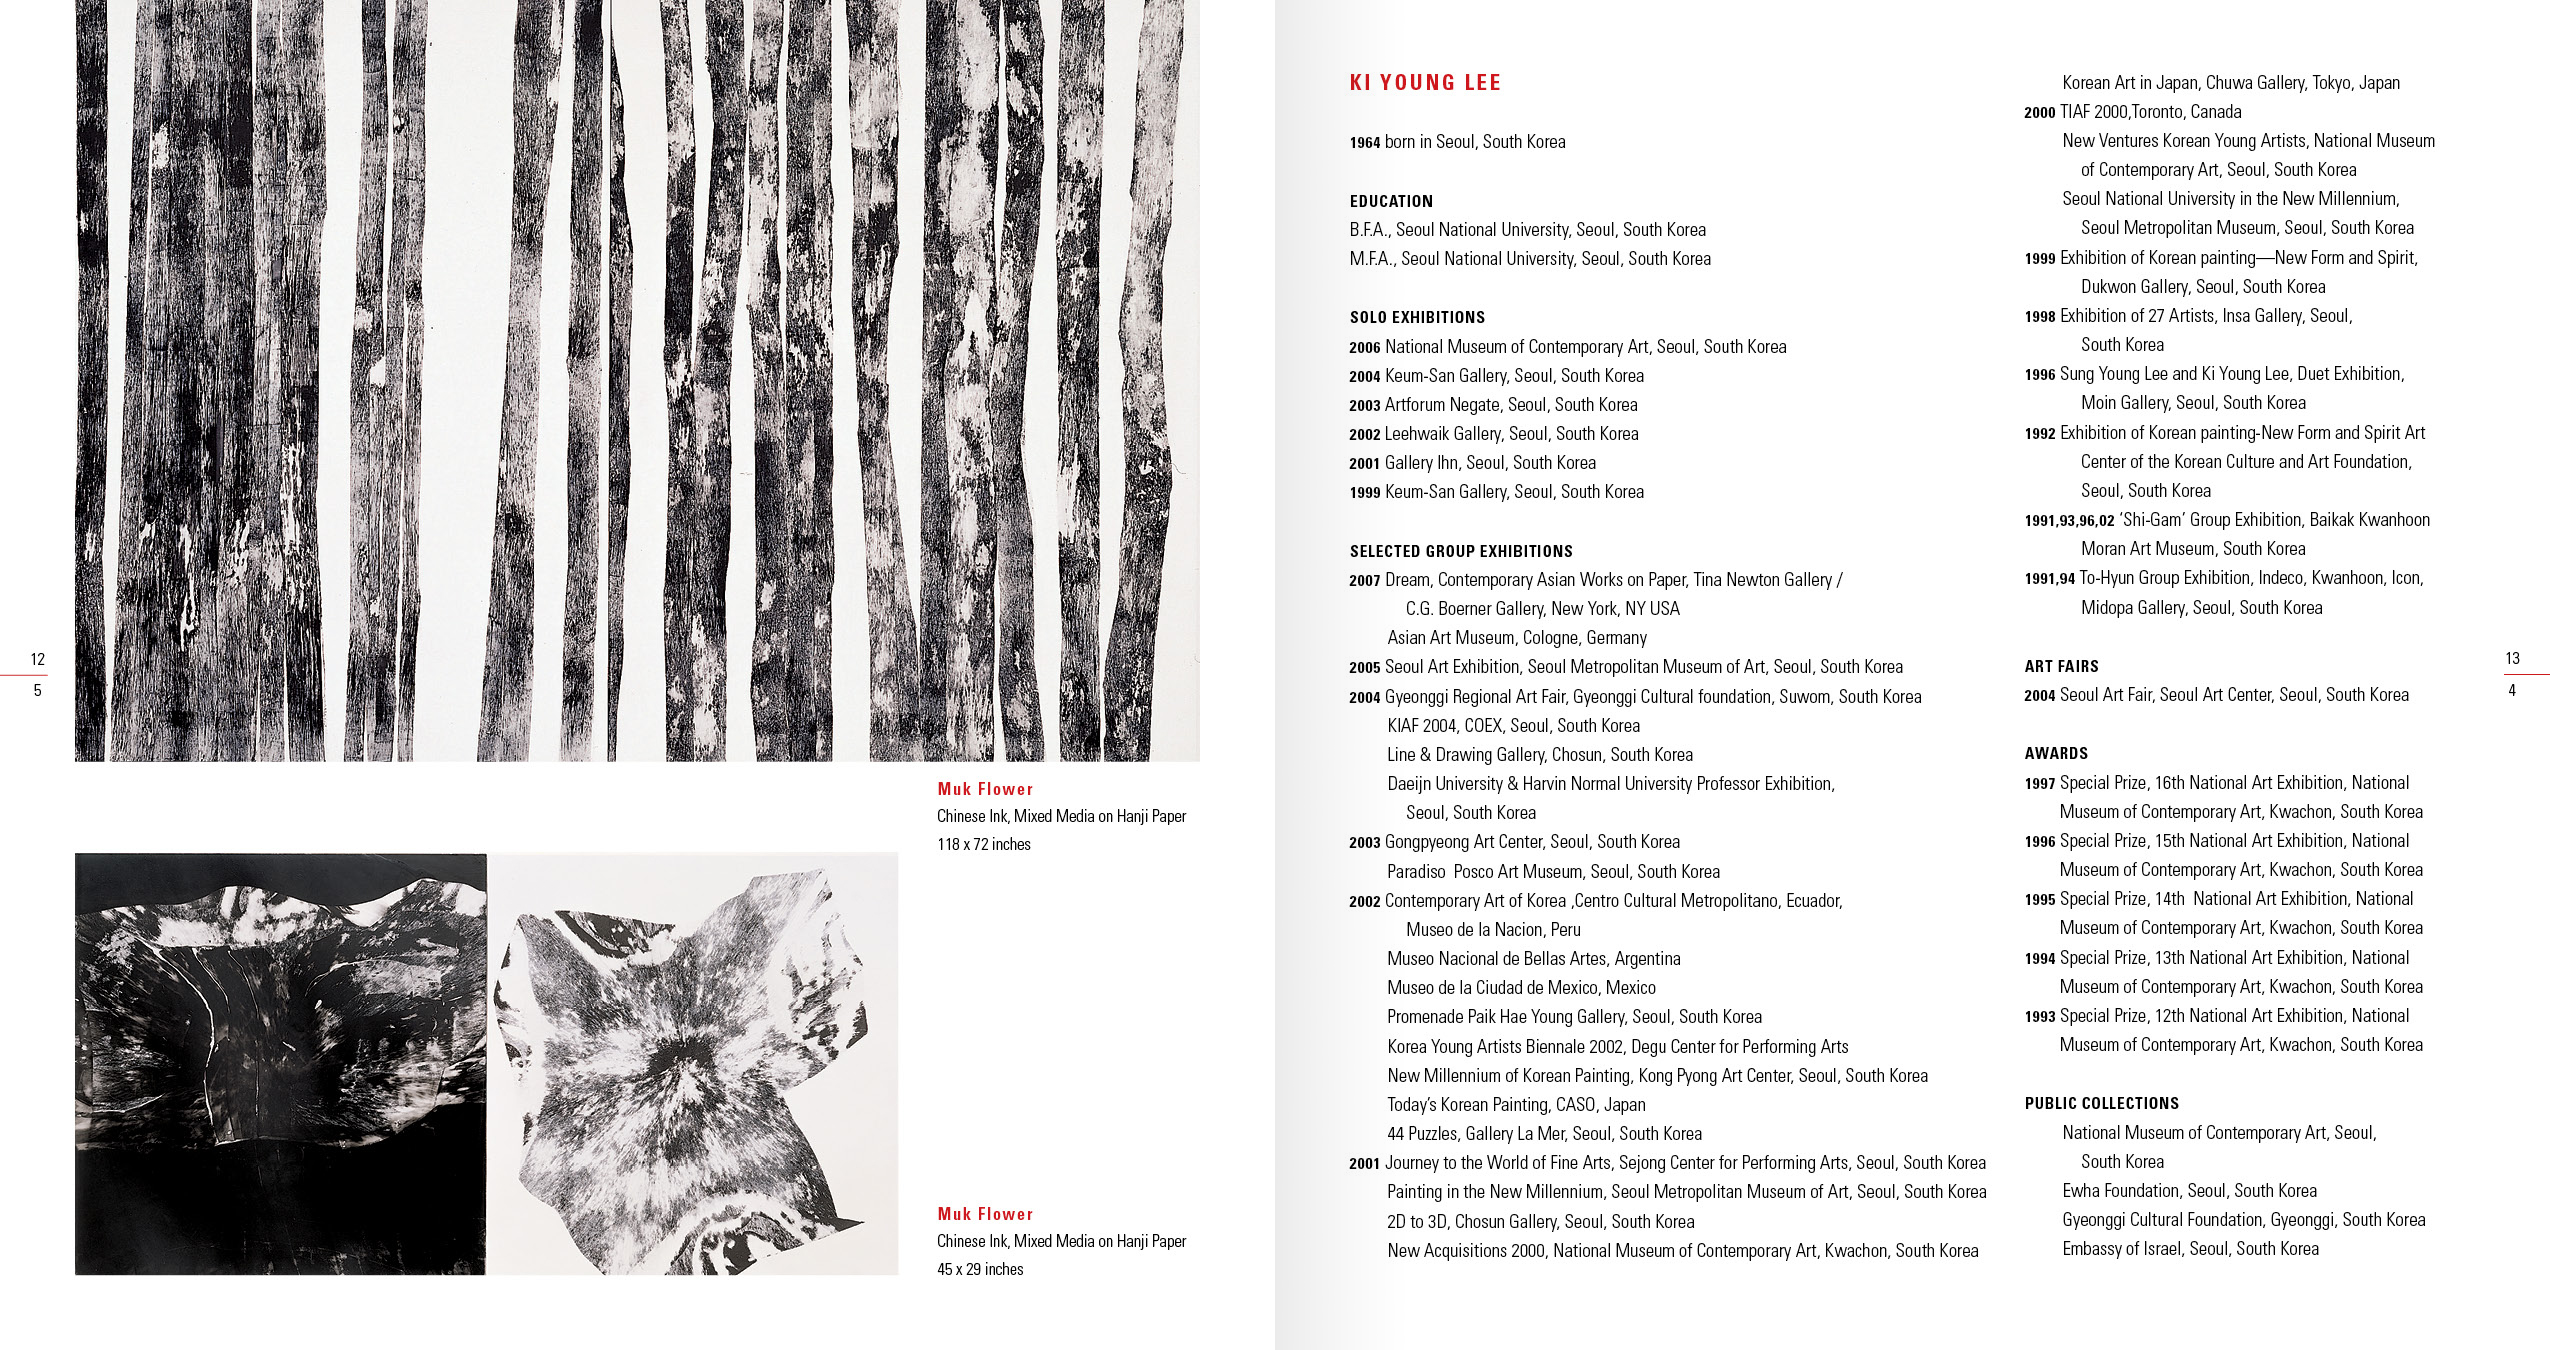 12
5
Muk Flower
Chinese Ink, Mixed Media on Hanji Paper
118 x 72 inches
Muk Flower
Chinese Ink, Mixed Media on Hanji Paper
45 x 29 inches
KI YOUNG LEE
1964 born in Seoul, South Korea
EDUCATION
B.F.A., Seoul National University, Seoul, South Korea
M.F.A., Seoul National University, Seoul, South Korea
SOLO EXHIBITIONS
2006 National Museum of Contemporary Art, Seoul, South Korea
2004 Keum-San Gallery, Seoul, South Korea
2003 Artforum Negate, Seoul, South Korea
2002 Leehwaik Gallery, Seoul, South Korea
2001 Gallery Ihn, Seoul, South Korea
1999 Keum-San Gallery, Seoul, South Korea
SELECTED GROUP EXHIBITIONS
2007 Dream, Contemporary Asian Works on Paper, Tina Newton Gallery /
C.G. Boerner Gallery, New York, NY USA
Asian Art Museum, Cologne, Germany
2005 Seoul Art Exhibition, Seoul Metropolitan Museum of Art, Seoul, South Korea
2004 Gyeonggi Regional Art Fair, Gyeonggi Cultural foundation, Suwom, South Korea
KIAF 2004, COEX, Seoul, South Korea
Line & Drawing Gallery, Chosun, South Korea
Daeijn University & Harvin Normal University Professor Exhibition,
Seoul, South Korea
2003 Gongpyeong Art Center, Seoul, South Korea
Paradiso  Posco Art Museum, Seoul, South Korea
2002 Contemporary Art of Korea ,Centro Cultural Metropolitano, Ecuador,
Museo de la Nacion, Peru
Museo Nacional de Bellas Artes, Argentina
Museo de la Ciudad de Mexico, Mexico
Promenade Paik Hae Young Gallery, Seoul, South Korea
Korea Young Artists Biennale 2002, Degu Center for Performing Arts
New Millennium of Korean Painting, Kong Pyong Art Center, Seoul, South Korea
Today’s Korean Painting, CASO, Japan
44 Puzzles, Gallery La Mer, Seoul, South Korea
2001 Journey to the World of Fine Arts, Sejong Center for Performing Arts, Seoul, South Korea
Painting in the New Millennium, Seoul Metropolitan Museum of Art, Seoul, South Korea
2D to 3D, Chosun Gallery, Seoul, South Korea
New Acquisitions 2000, National Museum of Contemporary Art, Kwachon, South Korea
Korean Art in Japan, Chuwa Gallery, Tokyo, Japan
2000 TIAF 2000,Toronto, Canada
New Ventures Korean Young Artists, National Museum
of Contemporary Art, Seoul, South Korea
Seoul National University in the New Millennium,
Seoul Metropolitan Museum, Seoul, South Korea
1999 Exhibition of Korean painting—New Form and Spirit,
Dukwon Gallery, Seoul, South Korea
1998 Exhibition of 27 Artists, Insa Gallery, Seoul,
South Korea
1996 Sung Young Lee and Ki Young Lee, Duet Exhibition,
Moin Gallery, Seoul, South Korea
1992 Exhibition of Korean painting-New Form and Spirit Art
Center of the Korean Culture and Art Foundation,
Seoul, South Korea
1991,93,96,02 ‘Shi-Gam’ Group Exhibition, Baikak Kwanhoon
Moran Art Museum, South Korea
1991,94 To-Hyun Group Exhibition, Indeco, Kwanhoon, Icon,
Midopa Gallery, Seoul, South Korea
ART FAIRS
2004 Seoul Art Fair, Seoul Art Center, Seoul, South Korea
AWARDS
1997 Special Prize, 16th National Art Exhibition, National
Museum of Contemporary Art, Kwachon, South Korea
1996 Special Prize, 15th National Art Exhibition, National
Museum of Contemporary Art, Kwachon, South Korea
1995 Special Prize, 14th  National Art Exhibition, National
Museum of Contemporary Art, Kwachon, South Korea
1994 Special Prize, 13th National Art Exhibition, National
Museum of Contemporary Art, Kwachon, South Korea
1993 Special Prize, 12th National Art Exhibition, National
Museum of Contemporary Art, Kwachon, South Korea
PUBLIC COLLECTIONS
National Museum of Contemporary Art, Seoul,
South Korea
Ewha Foundation, Seoul, South Korea
Gyeonggi Cultural Foundation, Gyeonggi, South Korea
Embassy of Israel, Seoul, South Korea
13
4